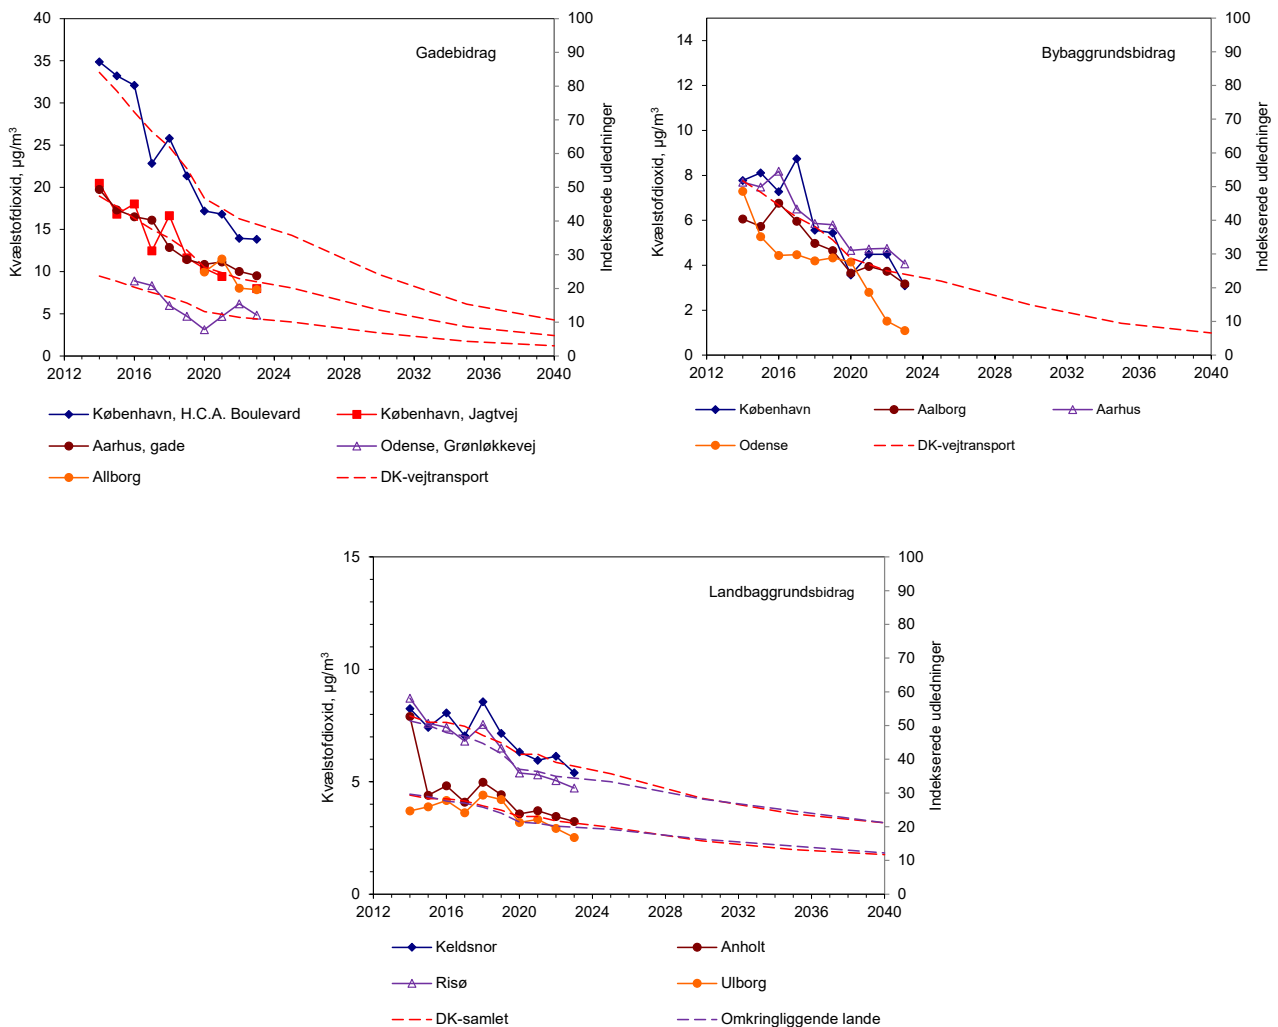 Gadebidrag
Kvælstofdioxid, µg/m³
40
35
30
25
20
15
10
5
0
100
90
80
70
60
50
40
30
20
10
0
Indekserede udledninger
2012 2016 2020 2024 2028 2032 2036 2040
København, H.C.A. Boulevard
København, Jagtvej
Aarhus, gade
Odense, Grønløkkevej
Allborg
DK-vejtransport
Bybaggrundsbidrag
Kvælstofdioxid, µg/m³
14
12
10
8
6
4
2
0
100
90
80
70
60
50
40
30
20
10
0
Indekserede udledninger
2012 2016 2020 2024 2028 2032 2036 2040
København
Aalborg
Aarhus
Odense
DK-vejtransport
Landbaggrundsbidrag
Kvælstofdioxid, µg/m³
15
10
5
0
100
90
80
70
60
50
40
30
20
10
0
Indekserede udledninger
2012 2016 2020 2024 2028 2032 2036 2040
Keldsnor
Anholt
Risø
Ulborg
DK-samlet
Omkringliggende lande